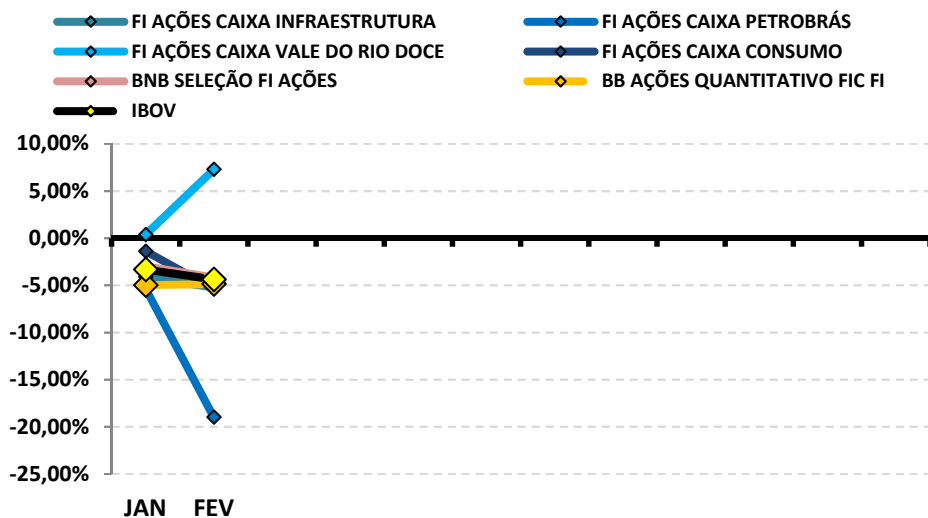 FI AÇÕES CAIXA INFRAESTRUTURA
FI AÇÕES CAIXA PETROBRÁS
FI AÇÕES CAIXA VALE DO RIO DOCE
FI AÇÕES CAIXA CONSUMO
BNB SELEÇÃO FI AÇÕES
BB AÇÕES QUANTITATIVO FIC FI
IBOV
10,00%
5,00%
0,00%
-5,00%
-10,00%
-15,00%
-20,00%
-25,00%
JAN FEV